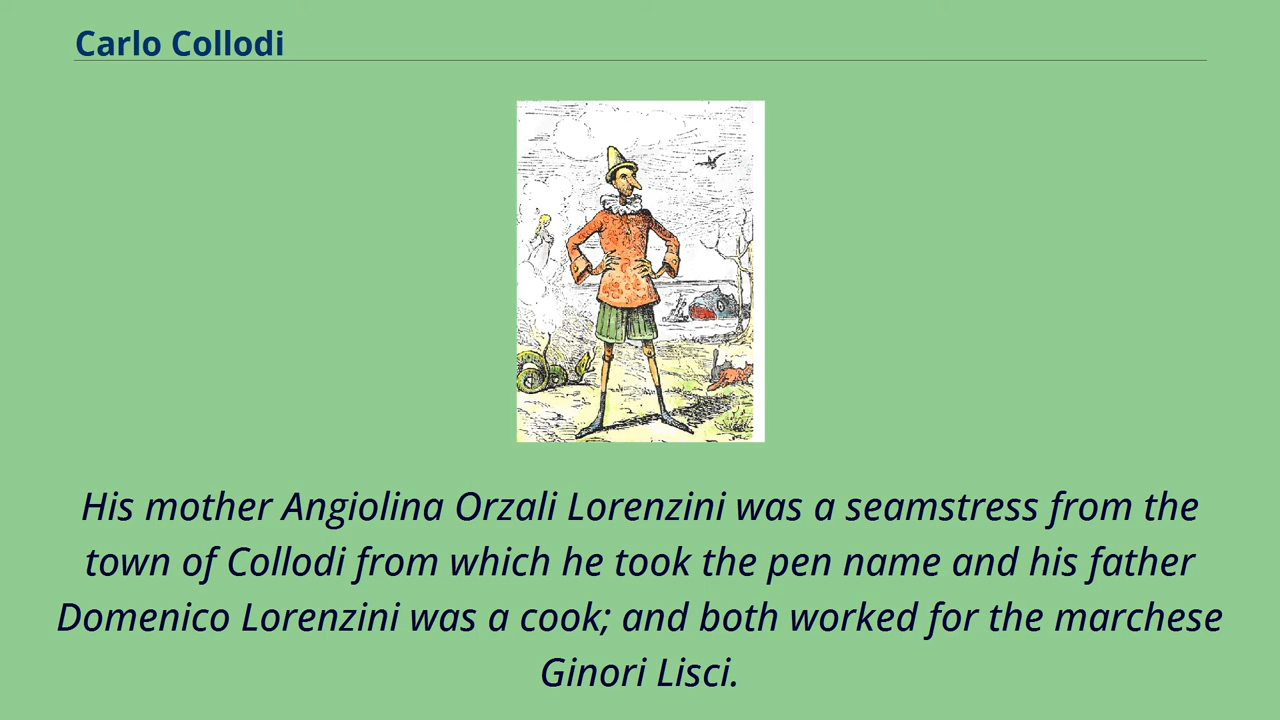 Carlo Collodi
His mother Angiolina Orzali Lorenzini was a seamstress from the
town of Collodi from which he took the pen name and his father
Domenico Lorenzini was a cook; and both worked for the marchese
Ginori Lisci.